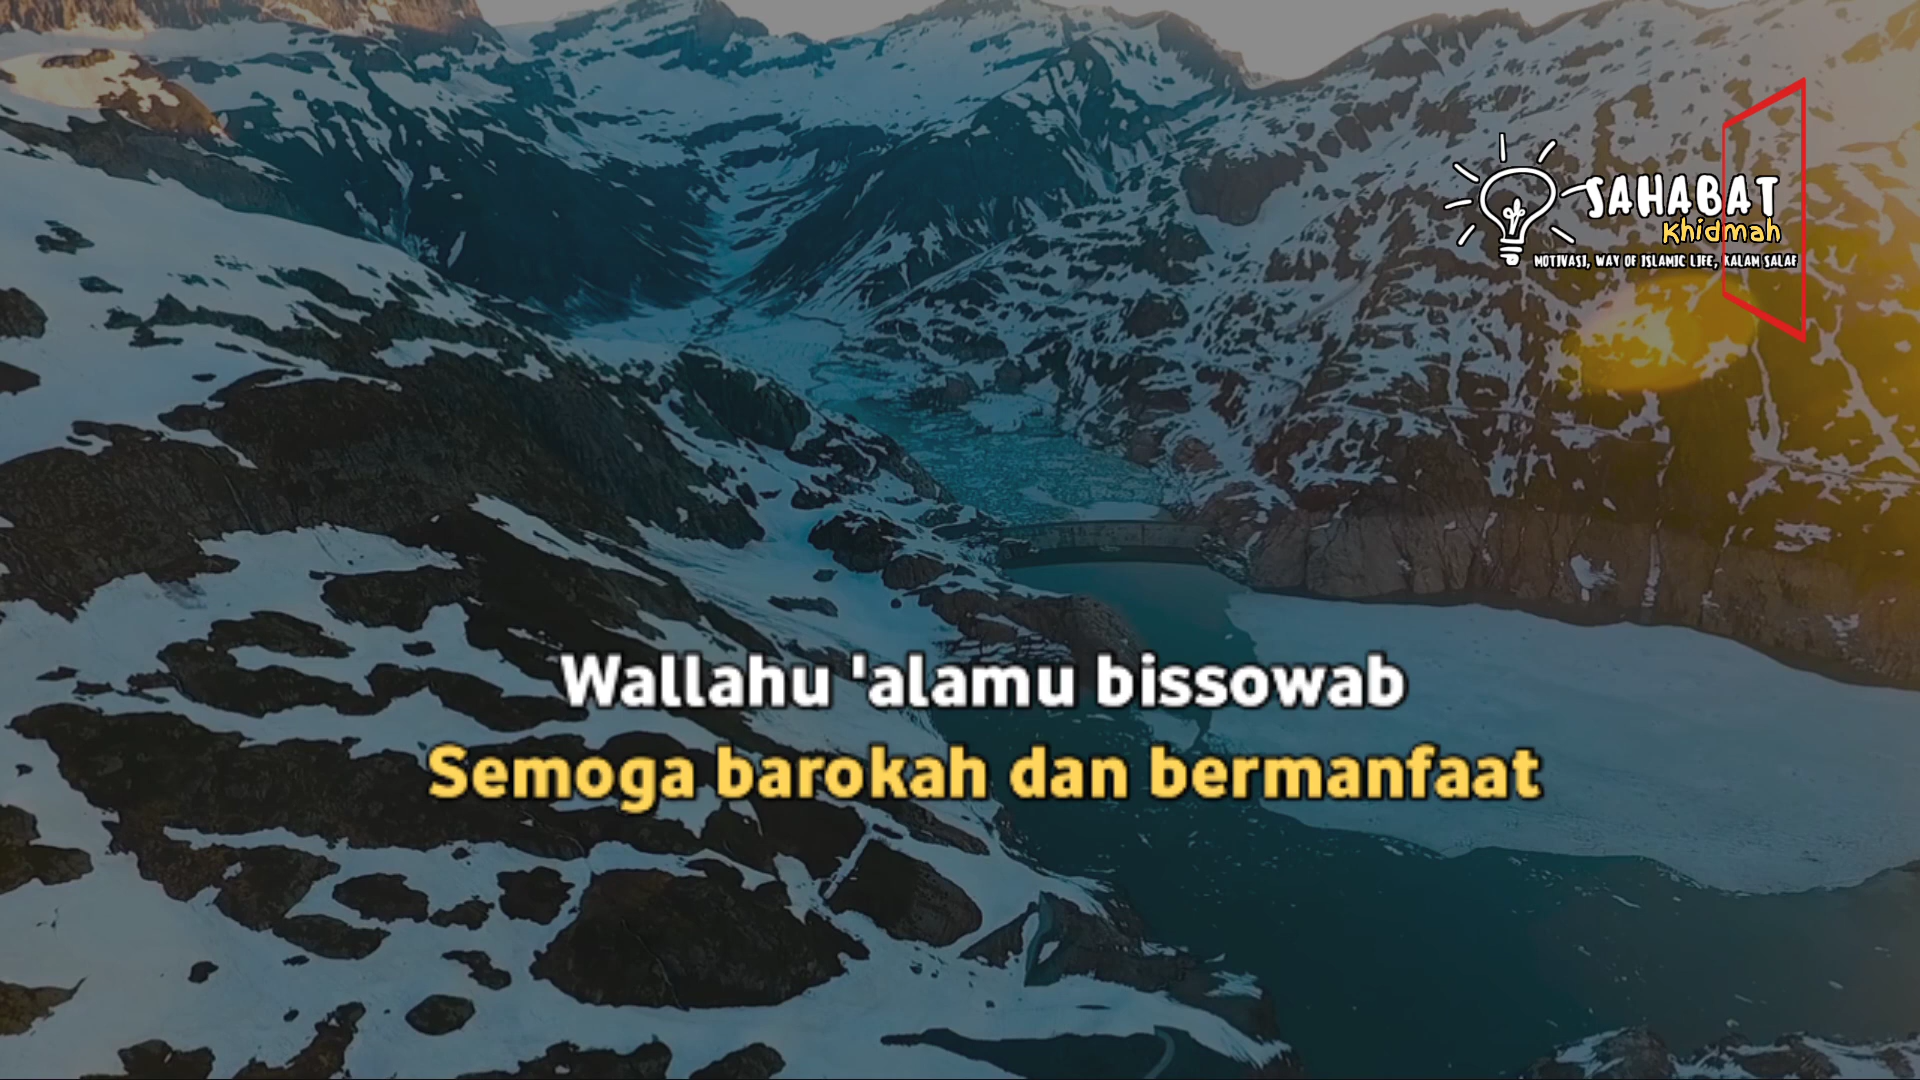 SAHABAT
Khidmah
MOTIVASI, WAY OF ISLAMIC LIFE, KALAM SALAF
Wallahu 'alamu bissowab
Semoga barokah dan bermanfaat